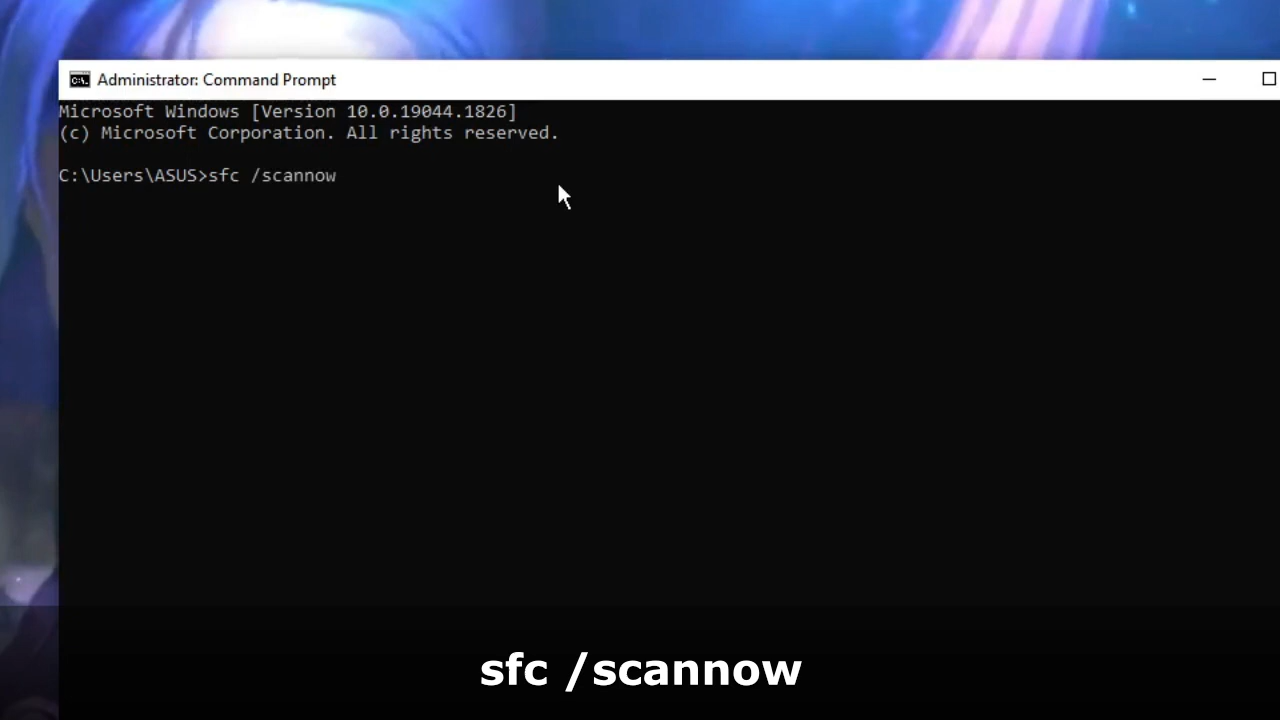 Administrator: Command Prompt
Microsoft Windows [Version 10.0.19044.1826]
(c) Microsoft Corporation. All rights reserved.
C:\Users\ASUS>sfc /scannow
sfc /scannow